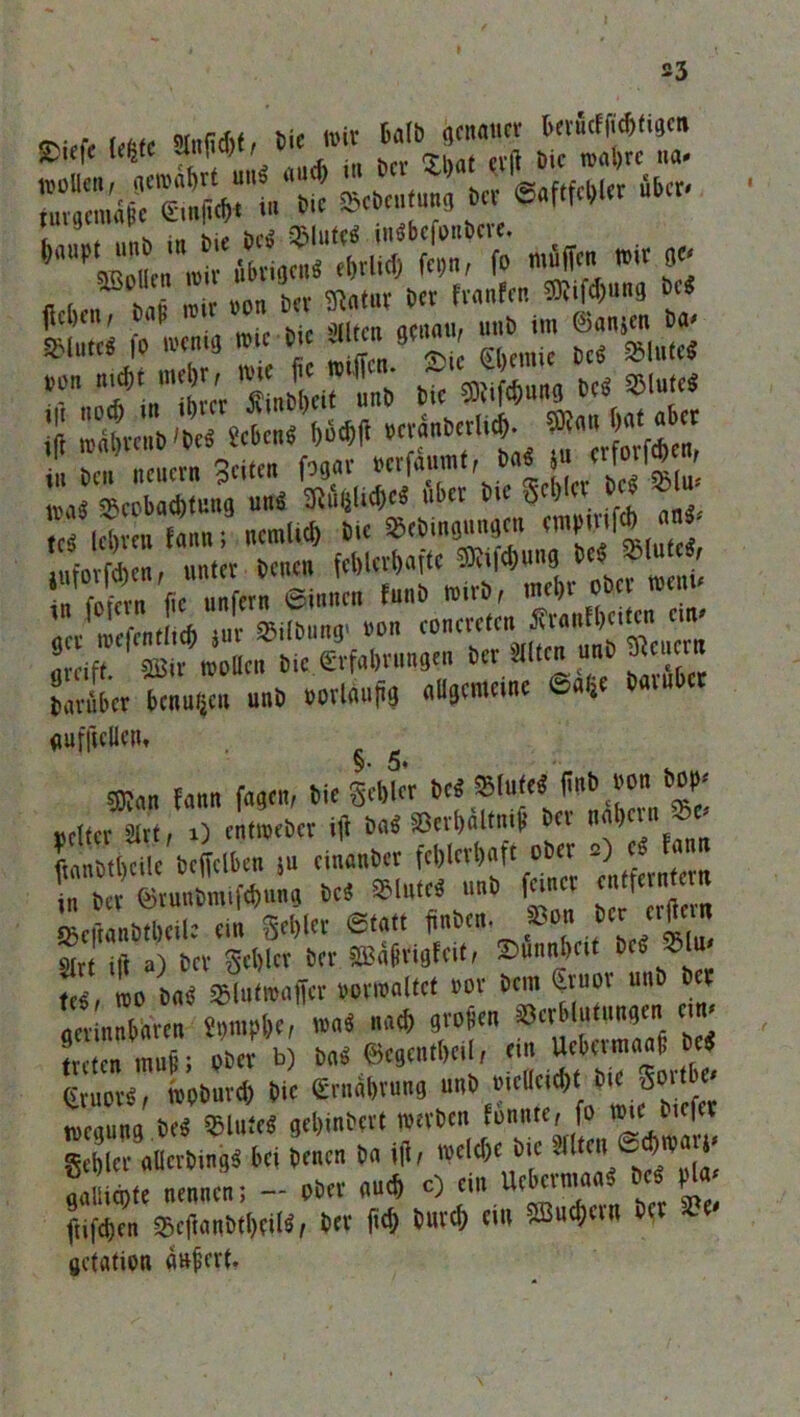 23
Diese letzte Ansicht, die wir bald genauer berücksichtigen
wollen, gewährt uns auch in der That erst die wahre na-
turgemäße Einsicht in die Bedeutung der Saftfehler über-
haupt und in die des Blutes insbesondere.
Wollen wir übrigens ehrlich seyn, so müssen wir ge-
stehen, daß wir von der Natur der kranken Mischung des
Blutes so wenig wie die Alten genau, und im Ganzen da-
von nicht mehr, wie sie wissen. Die Chemie des Blutes
ist noch in ihrer Kindheit und die Mischung des Blutes
ist während des Lebens höchst veränderlich. Man hat aber
in den neuern Zeiten sogar versäumt, das zu erforschen,
was Beobachtung uns Nützliches über die Fehler des Blu-
tes lehren kann; nemlich die Bedingungen empirisch aus-
zuforschen, unter denen fehlerhafte Mischung des Blutes,
in sofern sie unsern Sinnen kund wird, mehr oder weni-
ger wesentlich zur Bildung von concreten Krankheiten ein-
greift. Wir wollen die Erfahrungen der Alten und Neuern
darüber benutzen und vorläufig allgemeine Sätze darüber
aufstellen.
§. 5.
Man kann sagen, die Fehler des Blutes sind von dop-
pelter Art, 1) entweder ist das Verhältniß der nähern Be-
standtheile desselben zu einander fehlerhaft oder 2) es kann
in der Grundmischung des Blutes und seiner entferntern
Bestandtheile ein Fehler Statt finden. Von der erstern
Art ist a) der Fehler der Wäßrigkeit, Dünnheit des Blu-
tes, wo das Blutwasser vorwaltet vor dem Cruor und der
gerinnbaren Lymphe, was nach großen Verblutungen ein-
treten muß; oder b) das Gegentheil, ein Uebermaaß des
Cruors, wodurch die Ernährung und vielleicht die Fortbe-
wegung des Blutes gehindert werden könnte, so wie dieser
Fehler allerdings bei denen da ist, welche die Alten Schwarz-
gallichte nennen; -- oder auch c) ein Uebermaas des pla-
stischen Bestandtheils, der sich durch ein Wuchern der Ve-
getation äußert.